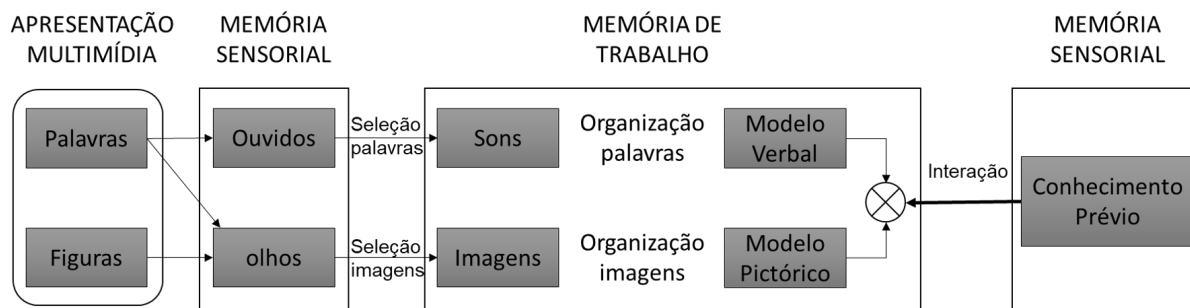 APRESENTAÇÃO
MULTIMÍDIA
MEMÓRIA
SENSORIAL
MEMÓRIA DE
TRABALHO
MEMÓRIA
SENSORIAL
Palavras
Ouvidos
Seleção
palavras
Sons
Organização
palavras
Modelo
Verbal
Interação
Conhecimento
Prévio
Figuras
olhos
Seleção
imagens
Imagens
Organização
imagens
Modelo
Pictórico